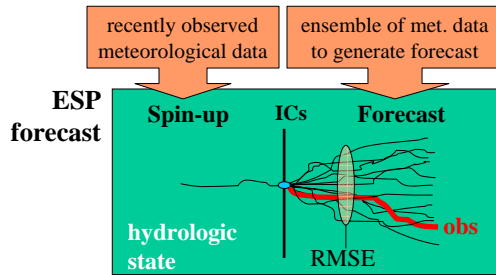 recently observed
meteorological data
ensemble of met. data
to generate forecast
ESP
forecast
Spin-up
ICs
Forecast
obs
hydrologic
state
RMSE